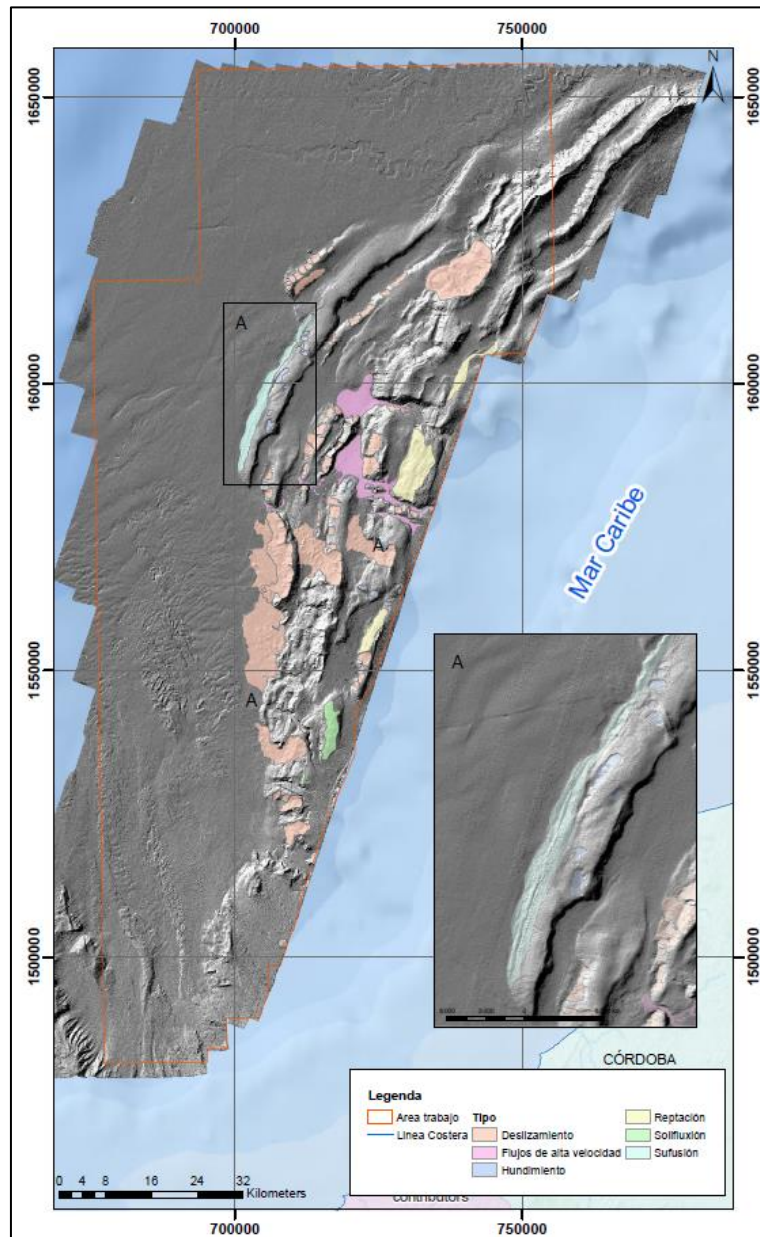 700000 750000
N
1650000 1650000
A
1600000 1600000
Mar Caribe
A
1550000 1550000
A
A
1500000 1500000
CÓRDOBA
Legenda
Area trabajo
Linea Costera
Tipo
Deslizamiento
Flujos de alta velocidad
Hundimiento
Reptación
Solifluxión
Sufusión
0 4 8 16 24 32
Kilometers
contributors
700000 750000